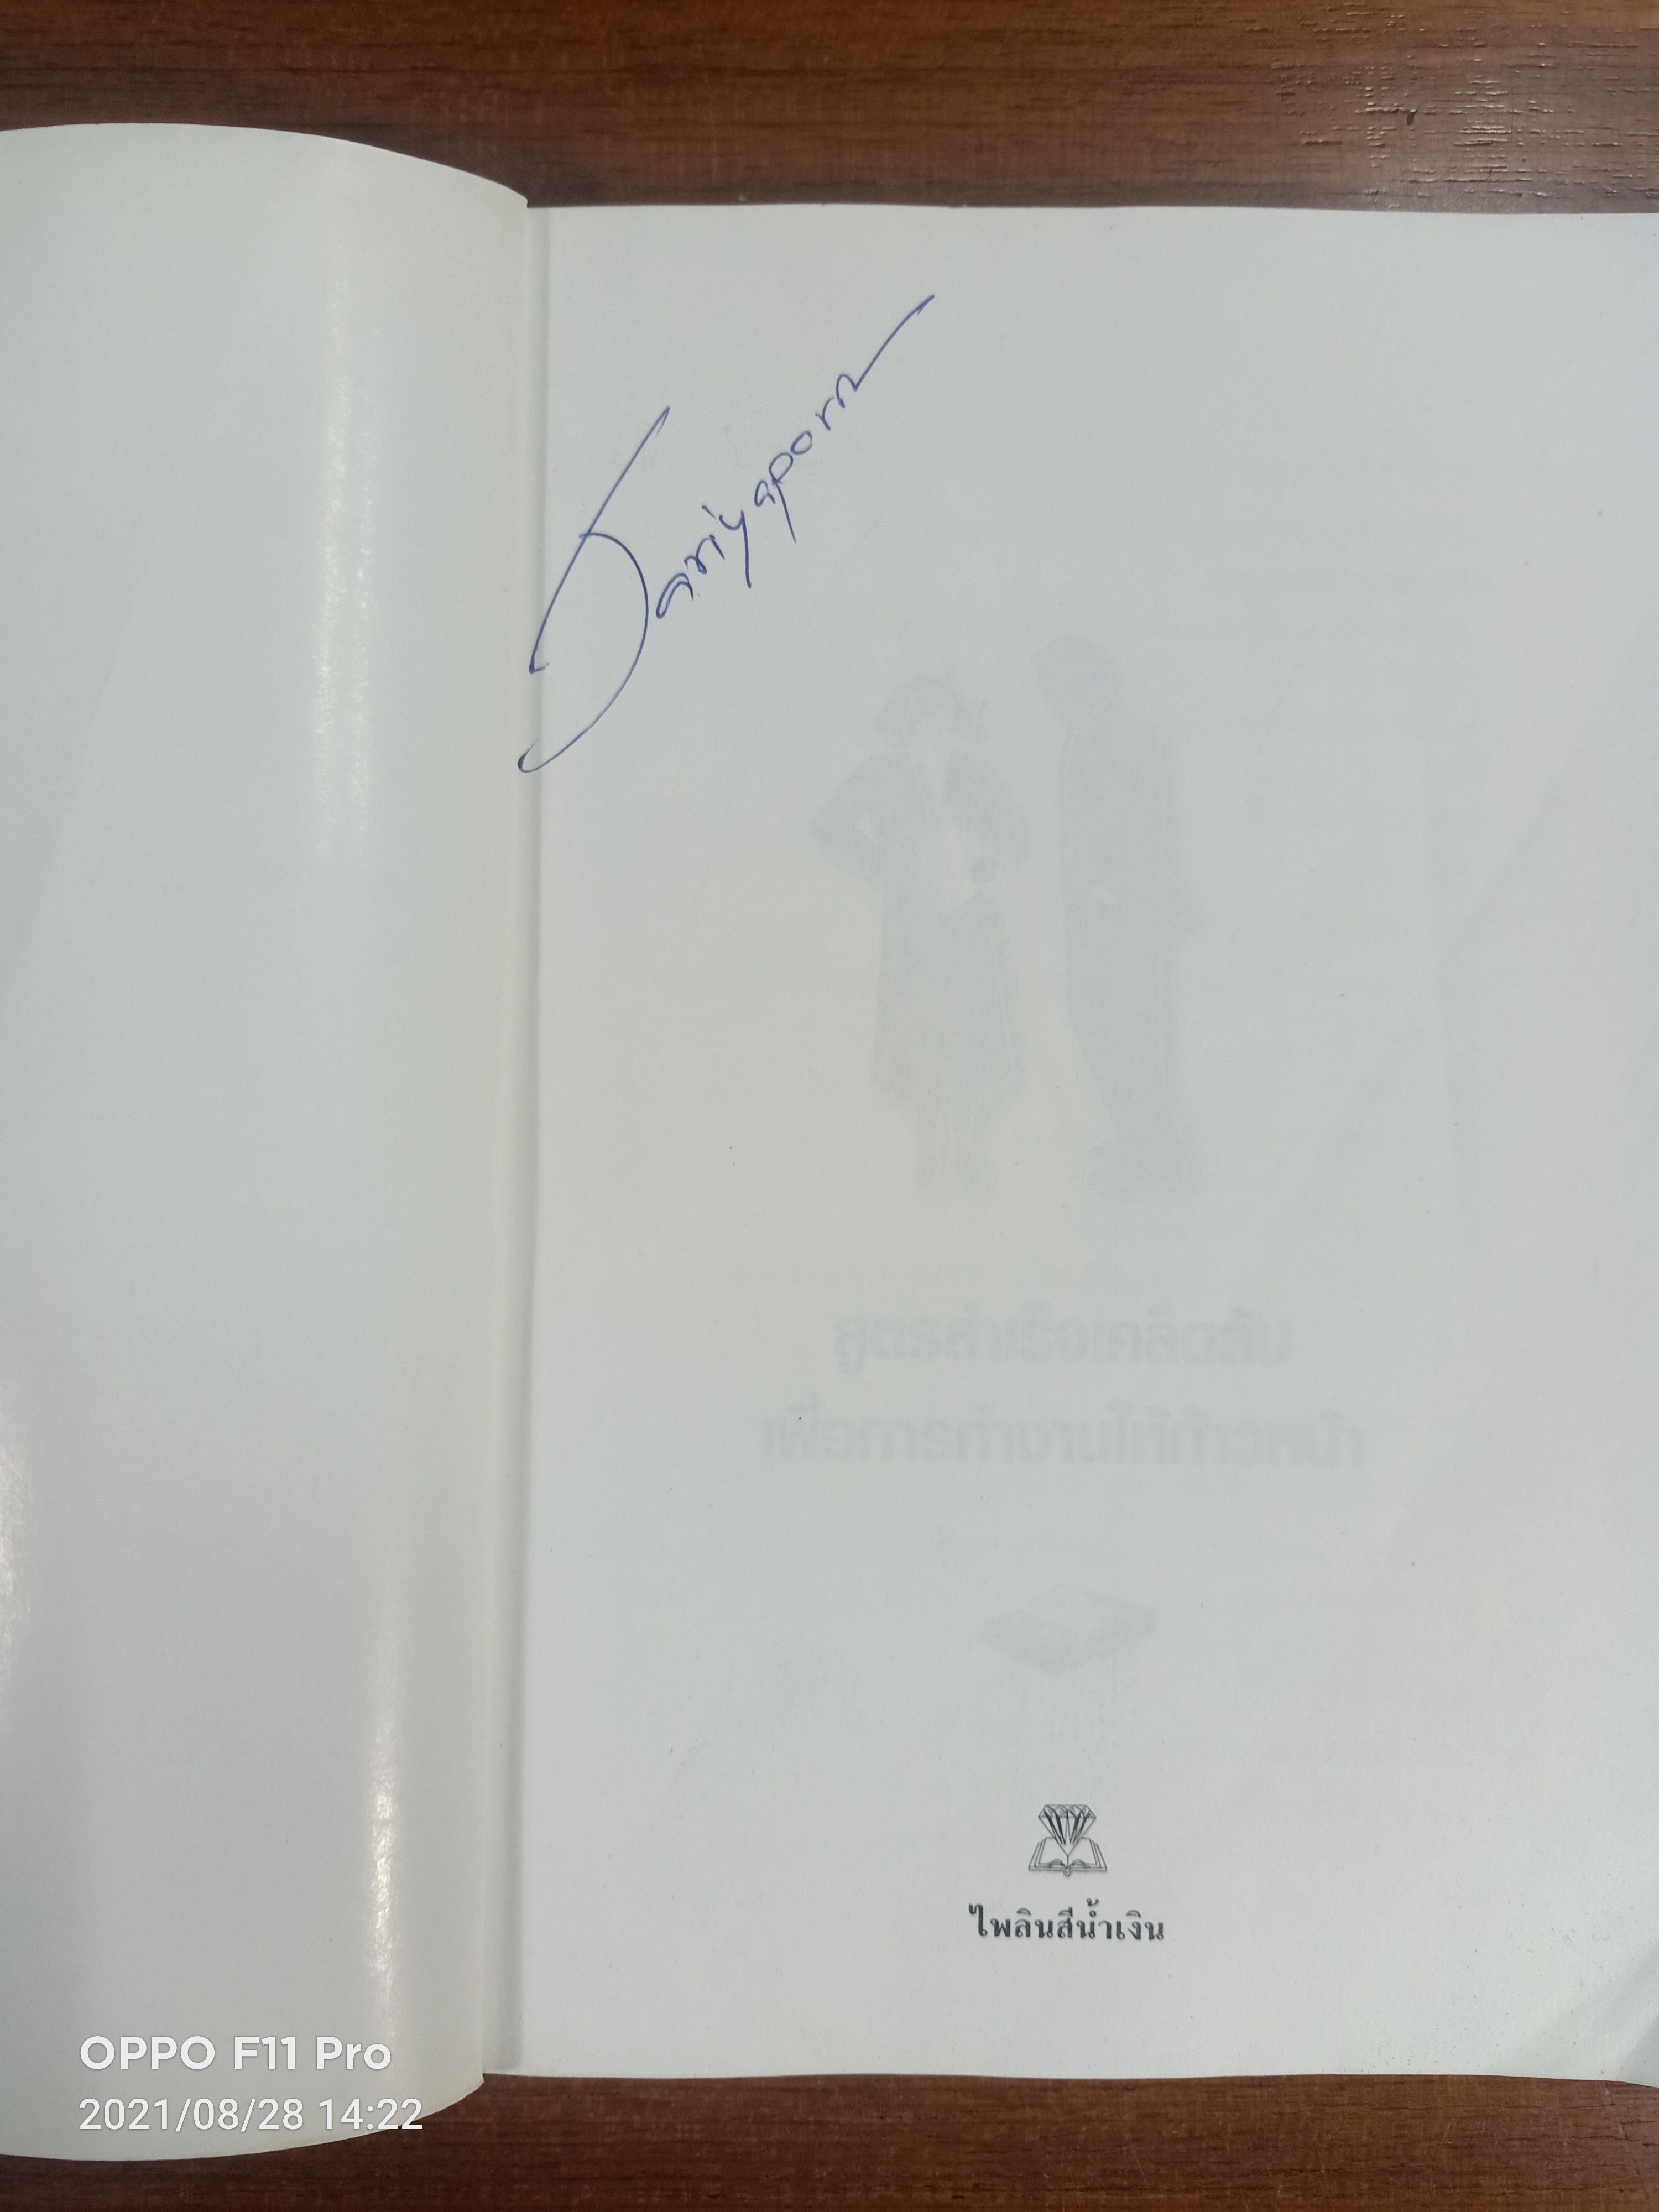 Jariyaporn
สูตรสำเร็จเคล็ดลับ
เพื่อการทำงานให้ก้าวหน้า
ไพลินสีน้ำเงิน
OPPO F11 Pro
2021/08/28 14:22